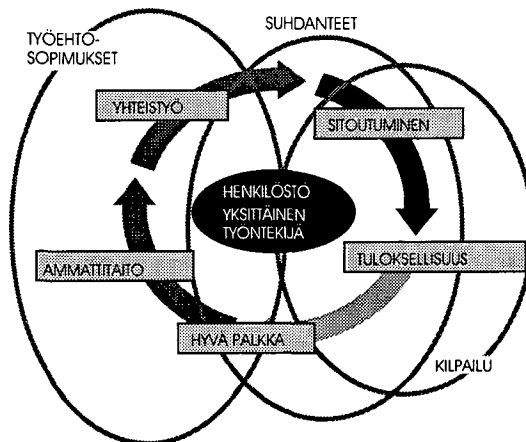 SUHDANTEET
TYÖEHTO-
SOPIMUKSET
YHTEISTYÖ
SITOUTUMINEN
HENKILÖSTÖ
YKSITTÄINEN
TYÖNTEKIJÄ
AMMATTITAITO
TULOKSELLISUUS
HYVÄ PALKKA
KILPAILU